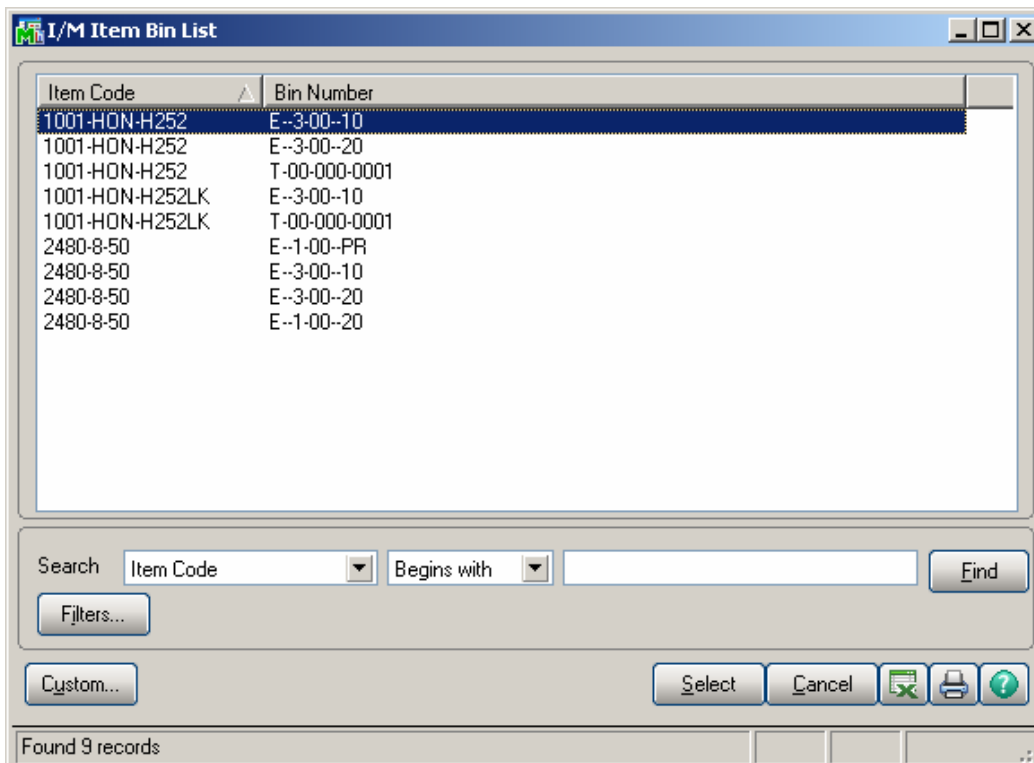 I/M Item Bin List
Item Code Bin Number
1001-HON-H252 E--3-00--10
1001-HON-H252 E--3-00--20
1001-HON-H252 T-00-000-0001
1001-HON-H252LK E--3-00--10
1001-HON-H252LK T-00-000-0001
2480-8-50 E--1-00--PR
2480-8-50 E--3-00--10
2480-8-50 E--3-00--20
2480-8-50 E--1-00--20
Search Item Code Begins with Find
Filters...
Custom... Select Cancel ?
Found 9 records